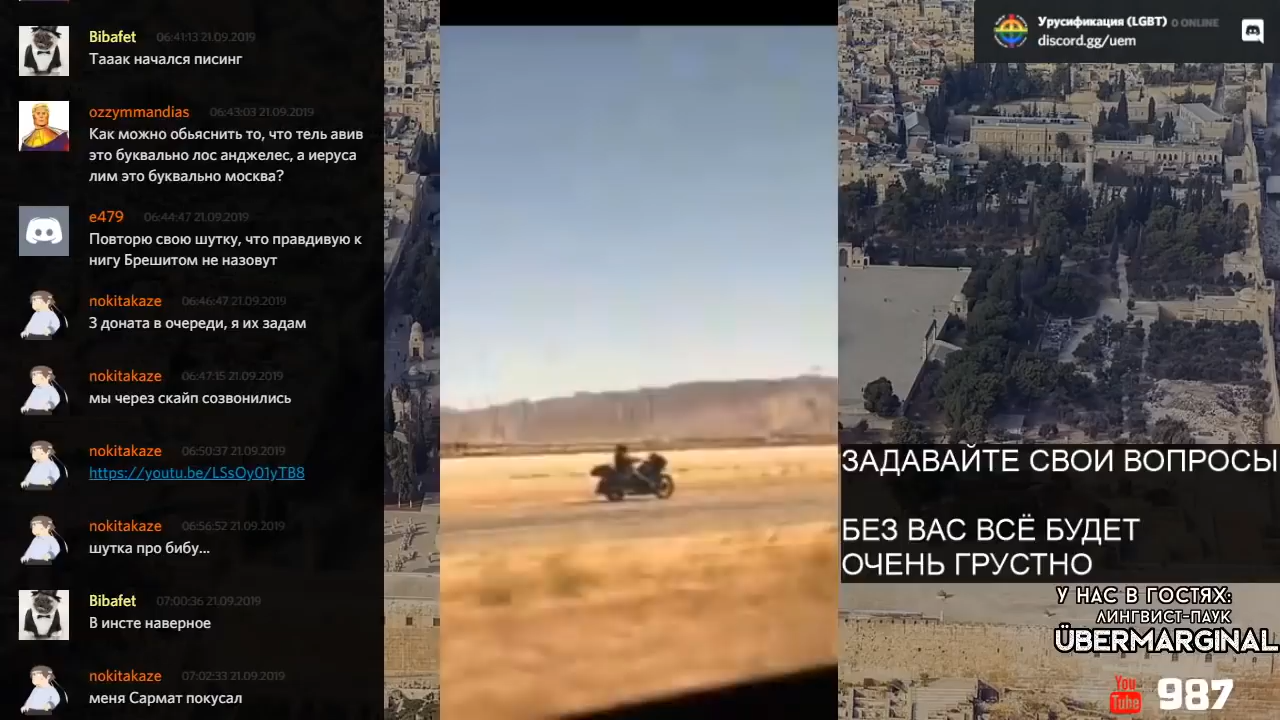 Bibafet 06:41:13 21.09.2019
Тааак начался писинг
ozzymmandias 06:43:03 21.09.2019
Как можно обьяснить то, что тель авив
это буквально лос анджелес, а иеруса
лим это буквально москва?
e479 06:44:47 21.09.2019
Повторю свою шутку, что правдивую к
нигу Брешитом не назовут
nokitakaze 06:46:47 21.09.2019
3 доната в очереди, я их задам
nokitakaze 06:47:15 21.09.2019
мы через скайп созвонились
nokitakaze 06:50:37 21.09.2019
https://youtu.be/LSsOy01yTB8
nokitakaze 06:56:52 21.09.2019
шутка про бибу...
Bibafet 07:00:36 21.09.2019
В инсте наверное
nokitakaze 07:02:33 21.09.2019
меня Сармат покусал
Урусификация (LGBT) 0 ONLINE
discord.gg/uem
ЗАДАВАЙТЕ СВОИ ВОПРОСЫ
БЕЗ ВАС ВСЁ БУДЕТ
ОЧЕНЬ ГРУСТНО
У НАС В ГОСТЯХ:
ЛИНГВИСТ-ПАУК
ÜBERMARGINAL
You Tube 987